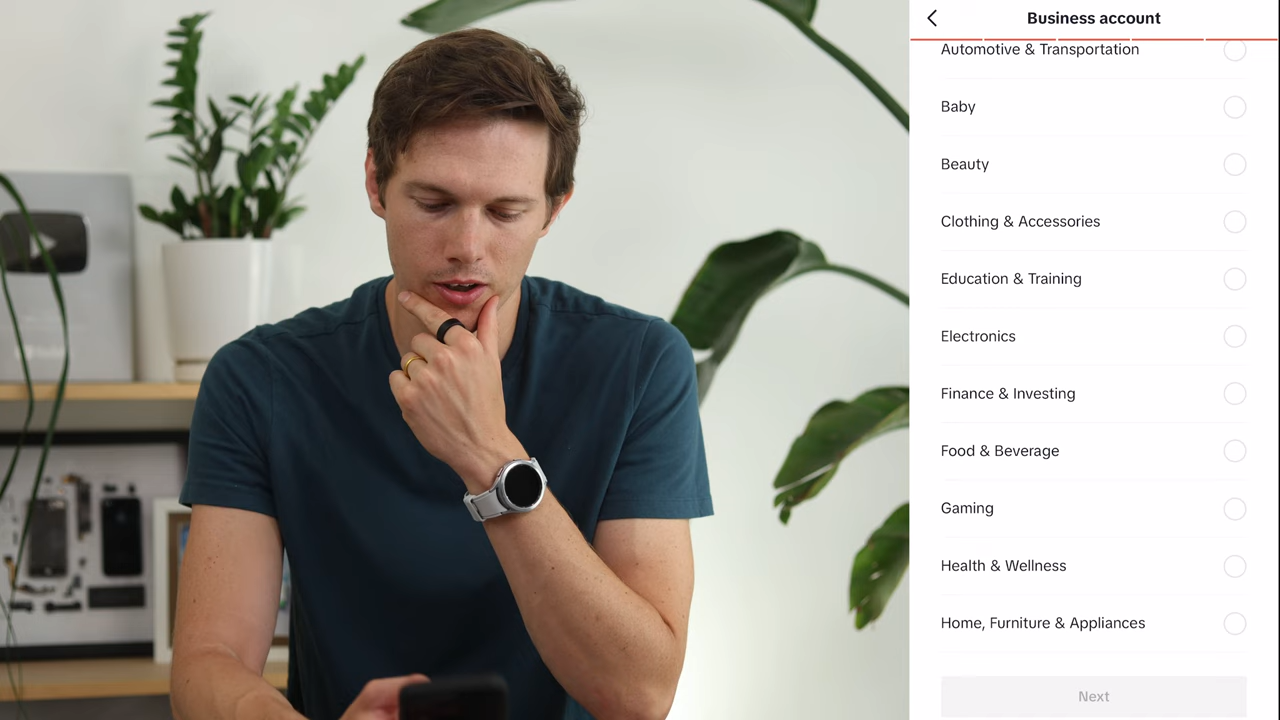 Business account
Automotive & Transportation
Baby
Beauty
Clothing & Accessories
Education & Training
Electronics
Finance & Investing
Food & Beverage
Gaming
Health & Wellness
Home, Furniture & Appliances
Next